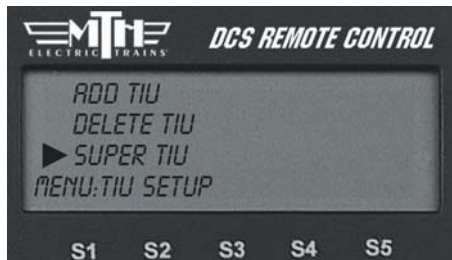 MTH DCS REMOTE CONTROL
ELECTRIC TRAINS
ADD TIU
DELETE TIU
SUPER TIU
MENU:TIU SETUP
S1 S2 S3 S4 S5